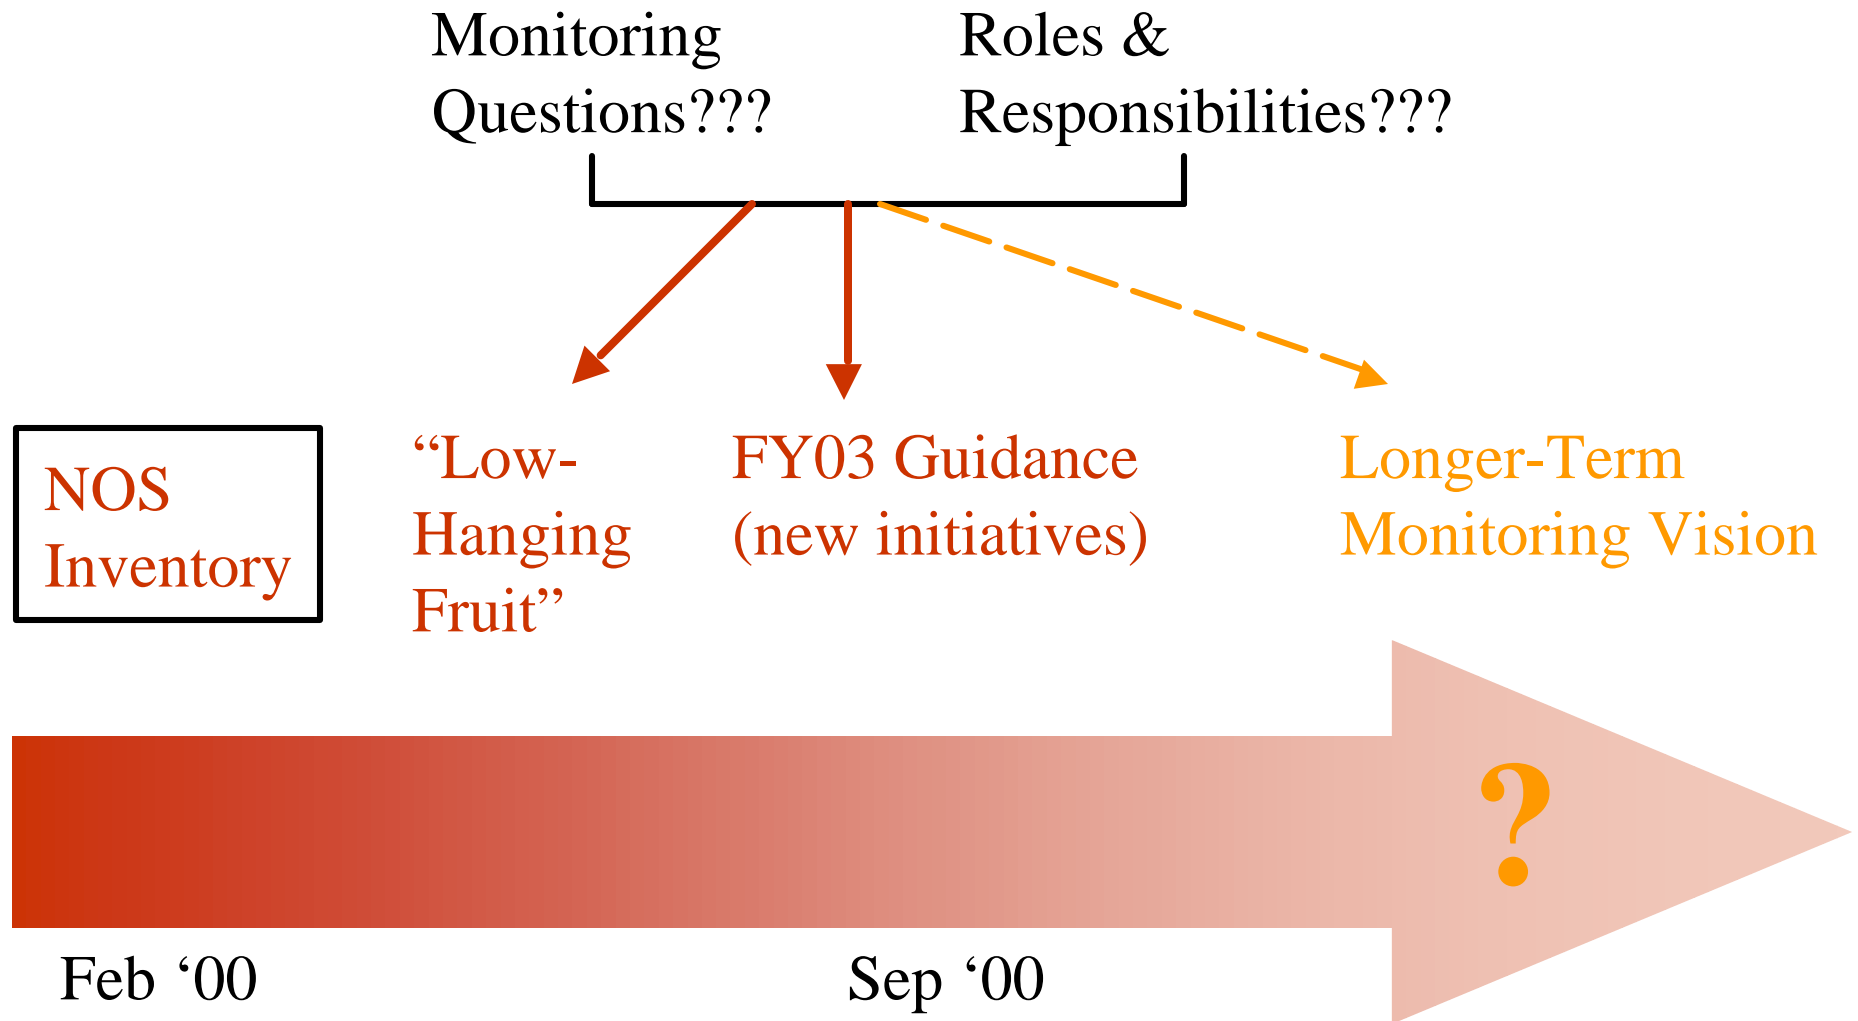 Monitoring
Questions???
Roles &
Responsibilities???
NOS
Inventory
“Low-
Hanging
Fruit”
FY03 Guidance
(new initiatives)
Longer-Term
Monitoring Vision
?
Feb ‘00
Sep ‘00